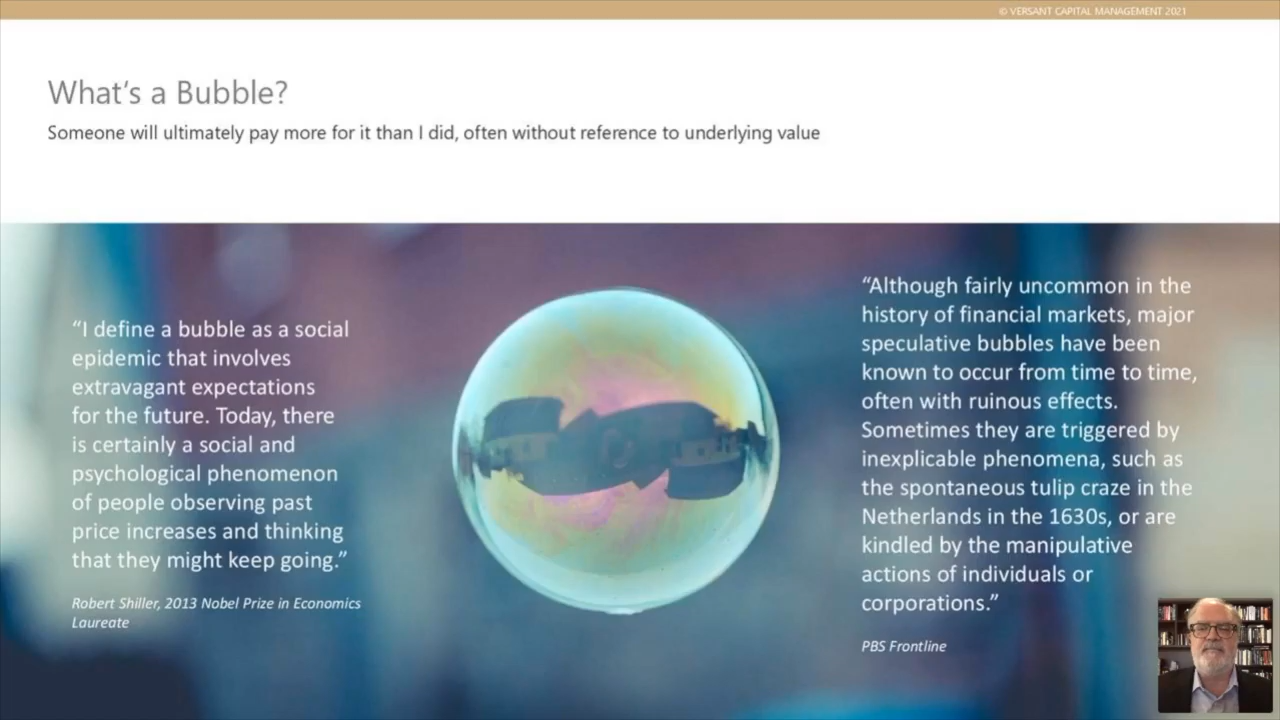 © VERSANT CAPITAL MANAGEMENT 2021
What's a Bubble?
Someone will ultimately pay more for it than I did, often without reference to underlying value
“I define a bubble as a social
epidemic that involves
extravagant expectations
for the future. Today, there
is certainly a social and
psychological phenomenon
of people observing past
price increases and thinking
that they might keep going.”
Robert Shiller, 2013 Nobel Prize in Economics
Laureate
“Although fairly uncommon in the
history of financial markets, major
speculative bubbles have been
known to occur from time to time,
often with ruinous effects.
Sometimes they are triggered by
inexplicable phenomena, such as
the spontaneous tulip craze in the
Netherlands in the 1630s, or are
kindled by the manipulative
actions of individuals or
corporations.”
PBS Frontline